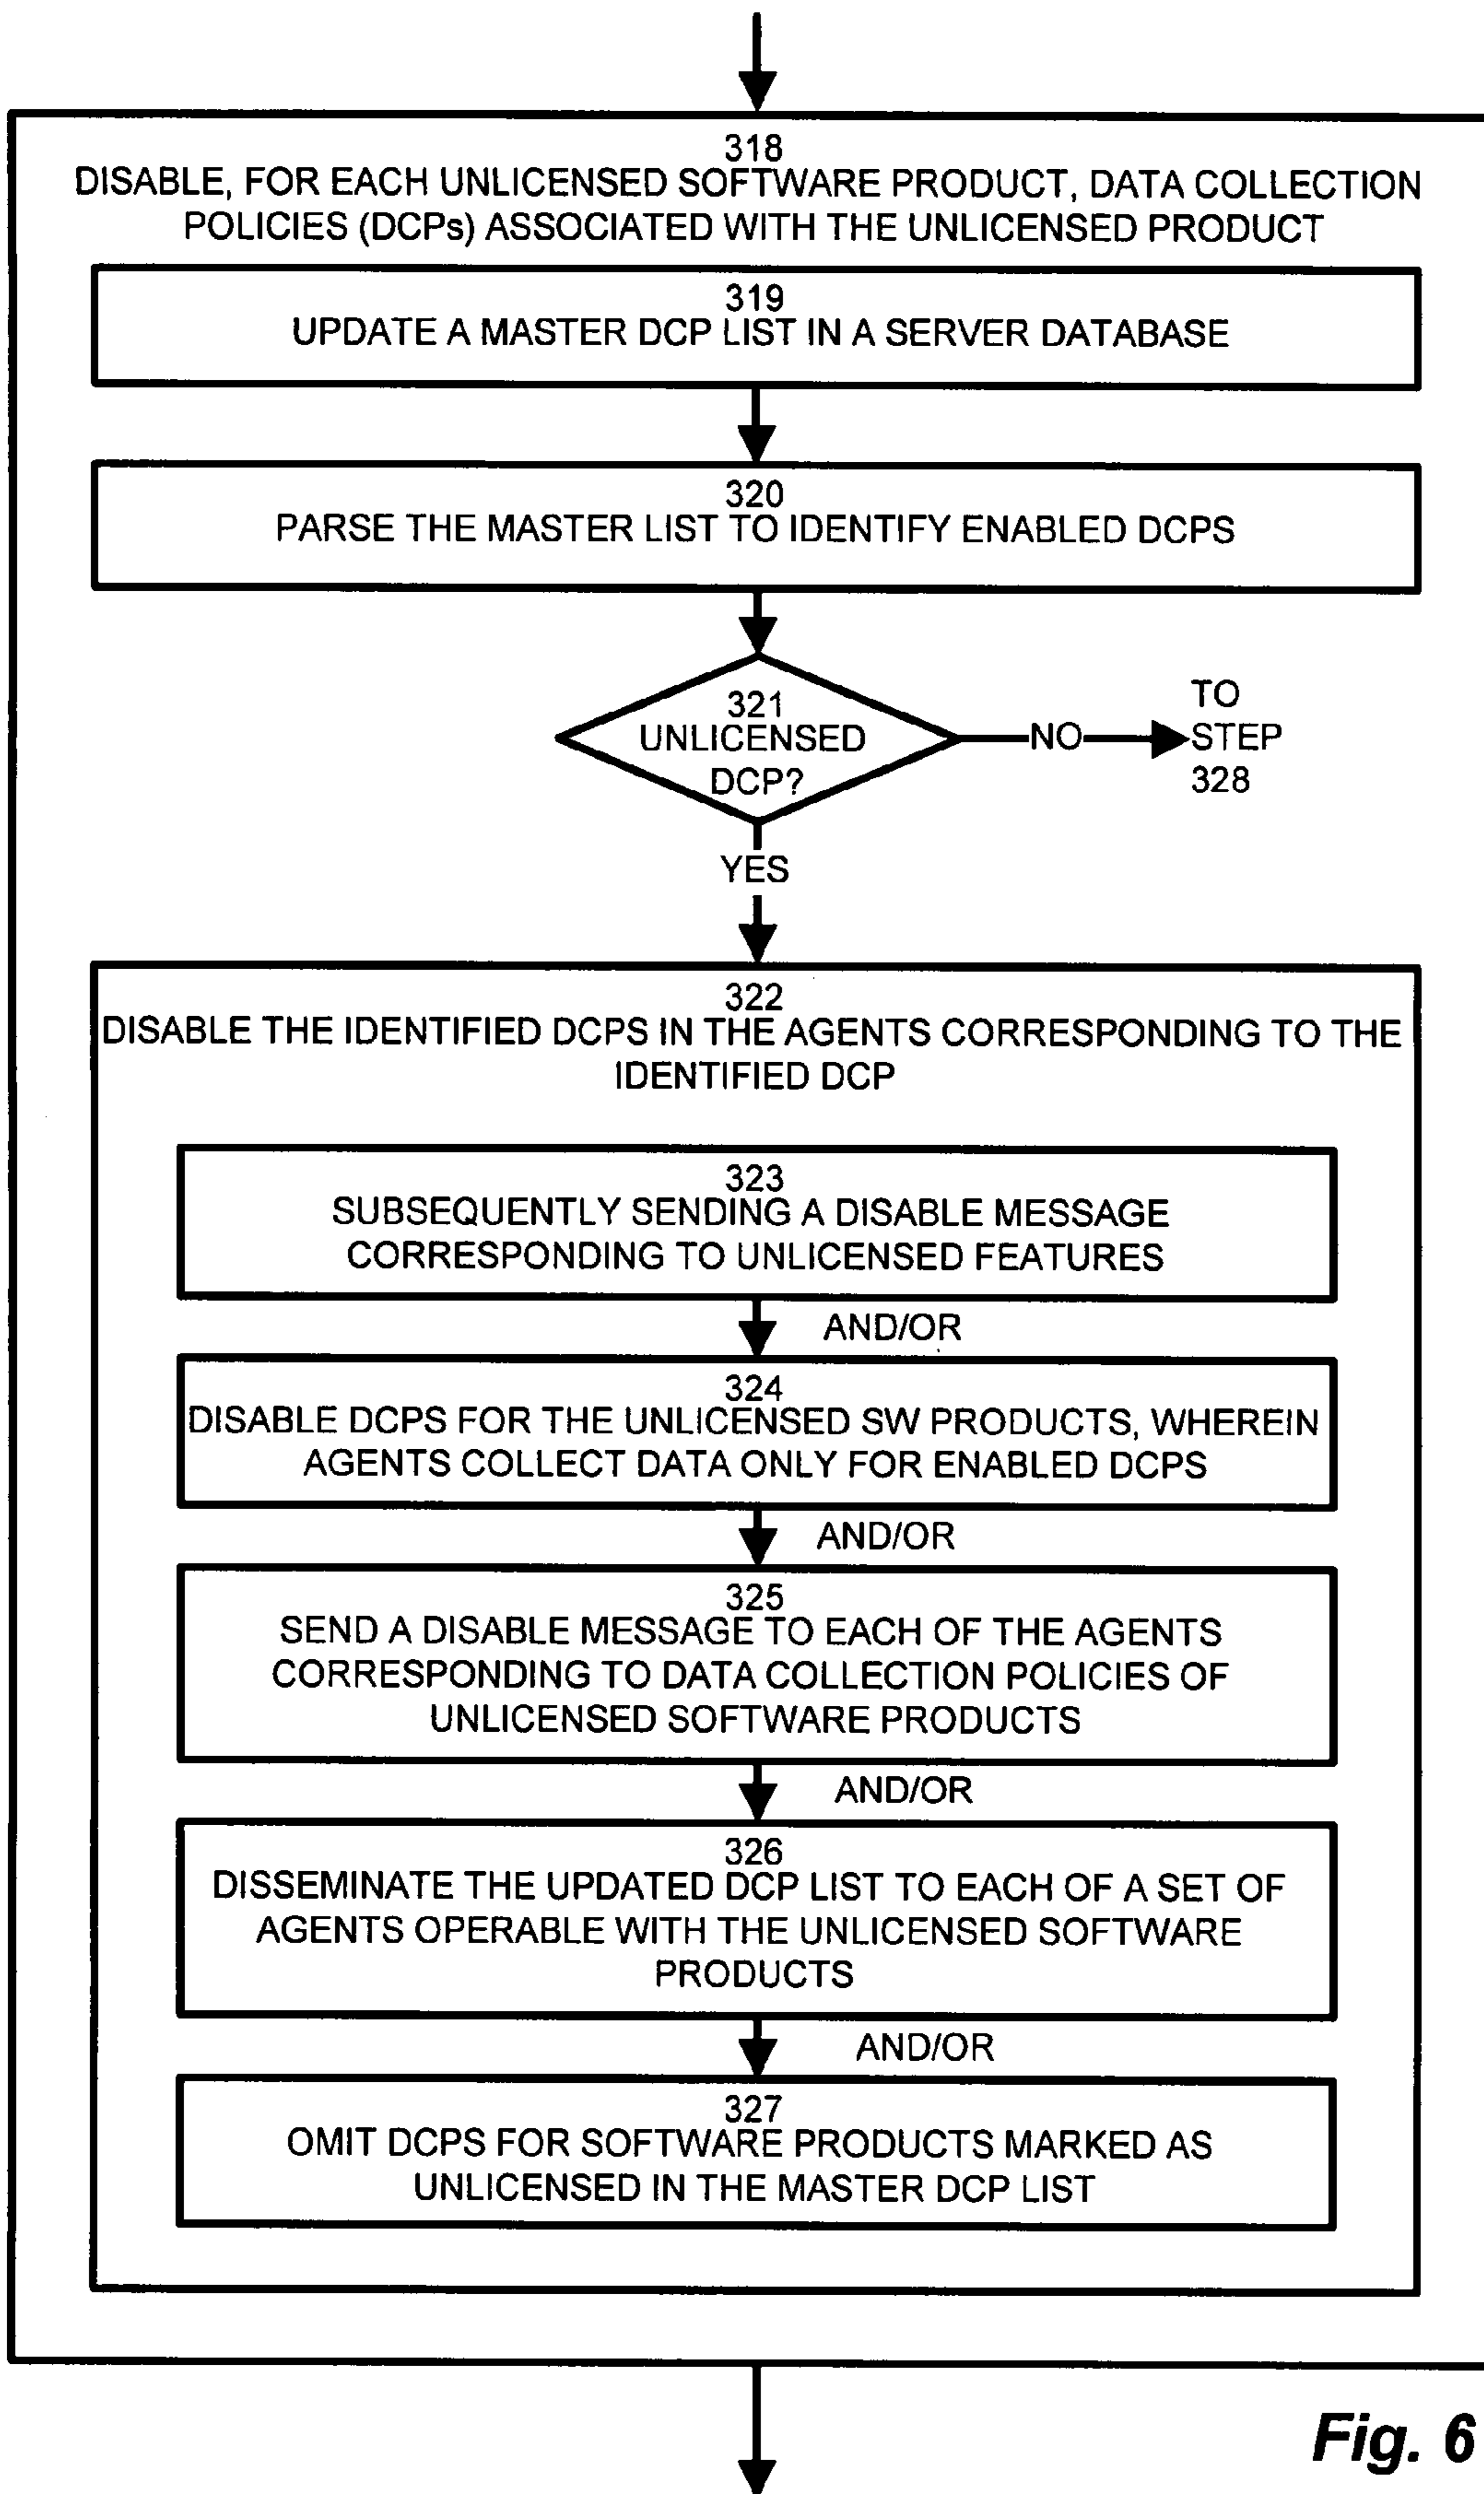 318
DISABLE, FOR EACH UNLICENSED SOFTWARE PRODUCT, DATA COLLECTION
POLICIES (DCPs) ASSOCIATED WITH THE UNLICENSED PRODUCT
319
UPDATE A MASTER DCP LIST IN A SERVER DATABASE
320
PARSE THE MASTER LIST TO IDENTIFY ENABLED DCPS
321
UNLICENSED
DCP?
NO
TO
STEP
328
YES
322
DISABLE THE IDENTIFIED DCPS IN THE AGENTS CORRESPONDING TO THE
IDENTIFIED DCP
323
SUBSEQUENTLY SENDING A DISABLE MESSAGE
CORRESPONDING TO UNLICENSED FEATURES
AND/OR
324
DISABLE DCPS FOR THE UNLICENSED SW PRODUCTS, WHEREIN
AGENTS COLLECT DATA ONLY FOR ENABLED DCPS
AND/OR
325
SEND A DISABLE MESSAGE TO EACH OF THE AGENTS
CORRESPONDING TO DATA COLLECTION POLICIES OF
UNLICENSED SOFTWARE PRODUCTS
AND/OR
326
DISSEMINATE THE UPDATED DCP LIST TO EACH OF A SET OF
AGENTS OPERABLE WITH THE UNLICENSED SOFTWARE
PRODUCTS
AND/OR
327
OMIT DCPS FOR SOFTWARE PRODUCTS MARKED AS
UNLICENSED IN THE MASTER DCP LIST
Fig. 6